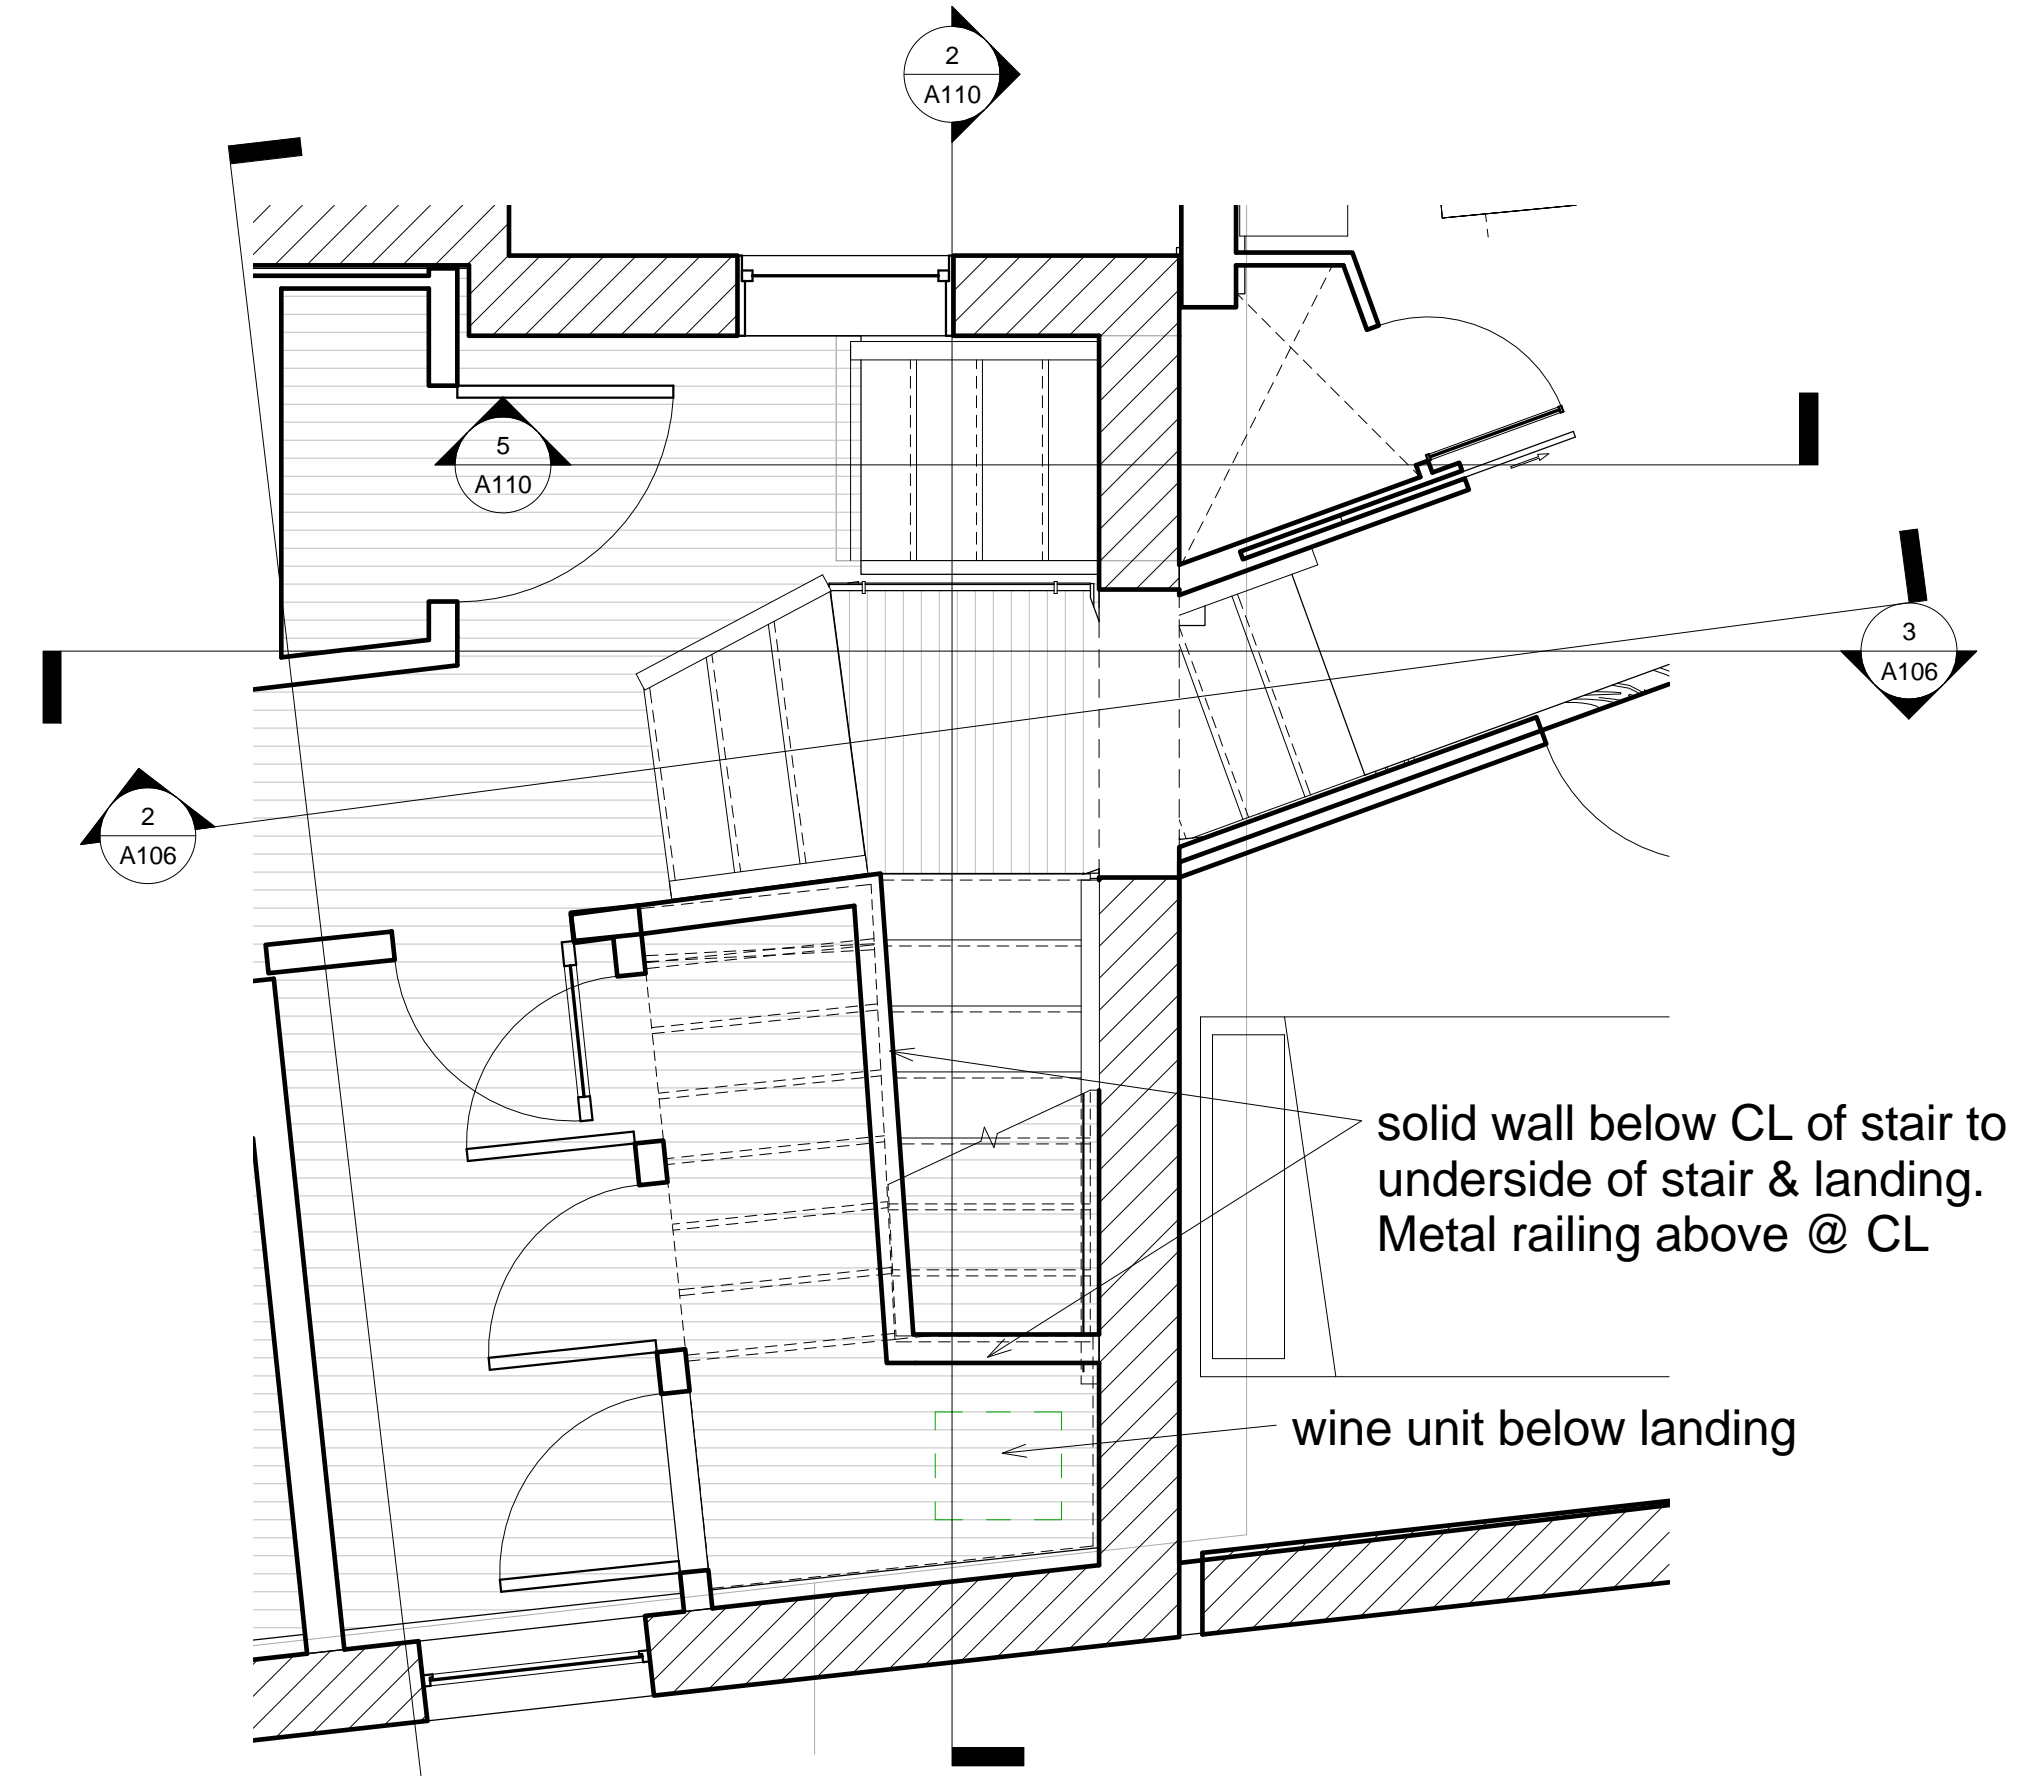 2
A110
5
A110
3
A106
2
A106
solid wall below CL of stair to
underside of stair & landing.
Metal railing above @ CL
wine unit below landing